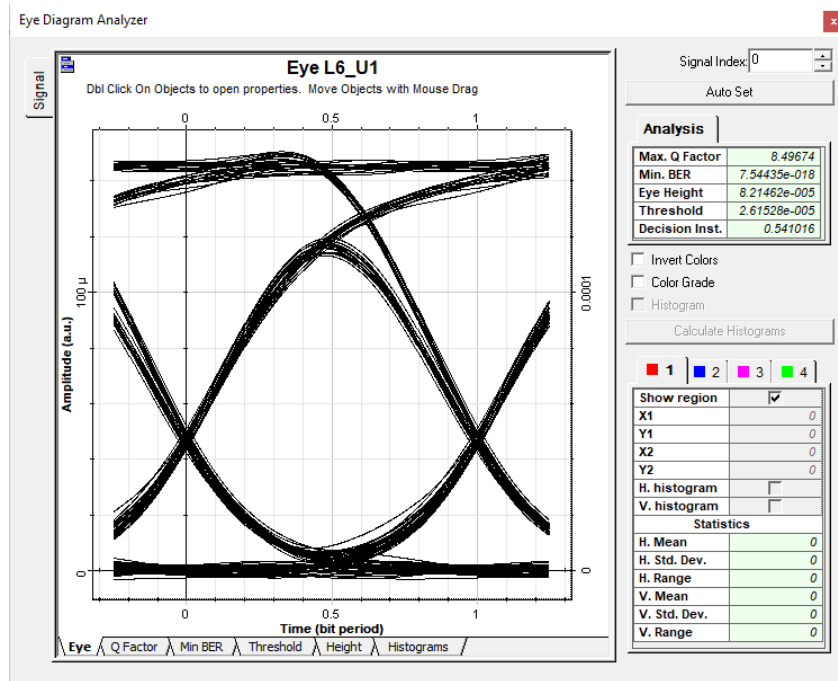 Eye Diagram Analyzer
x
Signal
Eye L6_U1
Dbl Click On Objects to open properties. Move Objects with Mouse Drag
0 0.5 1
Amplitude (a.u.)
100 µ
0
0.0001
0
0 0.5 1
Time (bit period)
Eye Q Factor Min BER Threshold Height Histograms
Signal Index: 0
Auto Set
Analysis
Max. Q Factor 8.49674
Min. BER 7.54435e-018
Eye Height 8.21462e-005
Threshold 2.61528e-005
Decision Inst. 0.541016
Invert Colors
Color Grade
Histogram
Calculate Histograms
1 2 3 4
Show region
X1 0
Y1 0
X2 0
Y2 0
H. histogram
V. histogram
Statistics
H. Mean 0
H. Std. Dev. 0
H. Range 0
V. Mean 0
V. Std. Dev. 0
V. Range 0